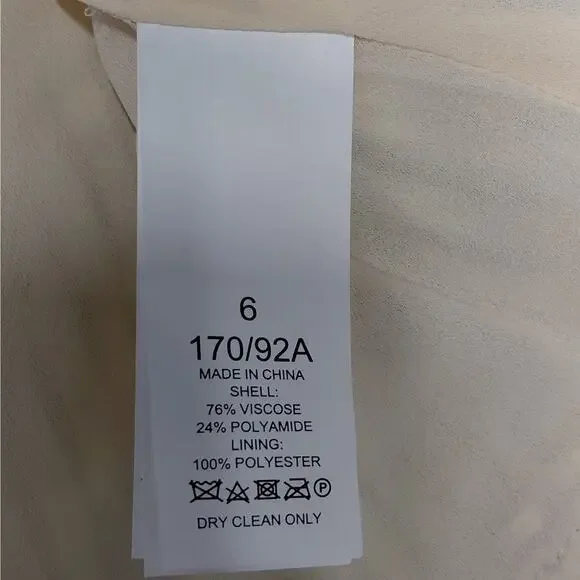 6
170/92A
MADE IN CHINA
SHELL:
76% VISCOSE
24% POLYAMIDE
LINING:
100% POLYESTER
P
DRY CLEAN ONLY